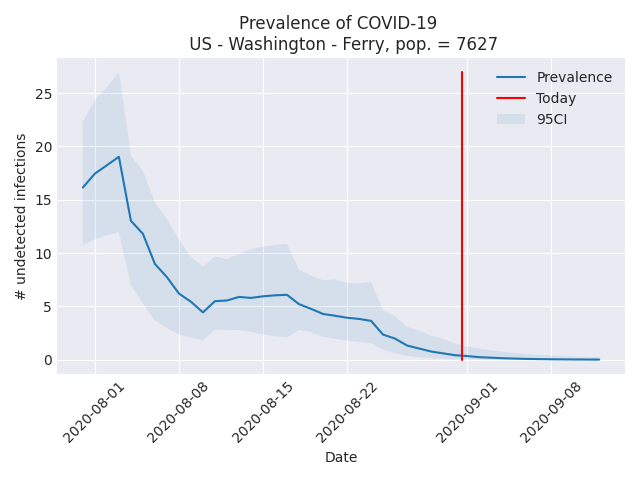 Prevalence of COVID-19
US - Washington - Ferry, pop. = 7627
Prevalence
Today
95CI
# undetected infections
25
20
15
10
5
0
2020-08-01
2020-08-08
2020-08-15
2020-08-22
2020-09-01
2020-09-08
Date